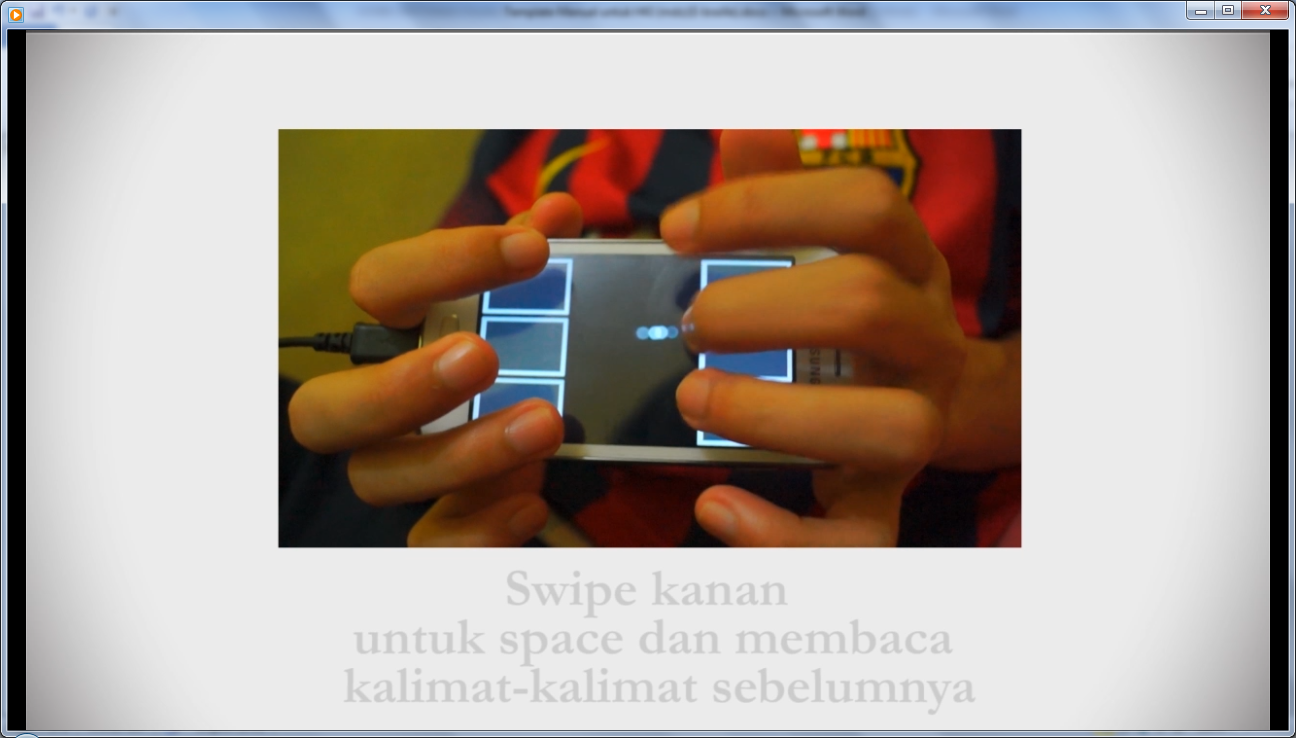 Swipe kanan
untuk space dan membaca
kalimat-kalimat sebelumnya